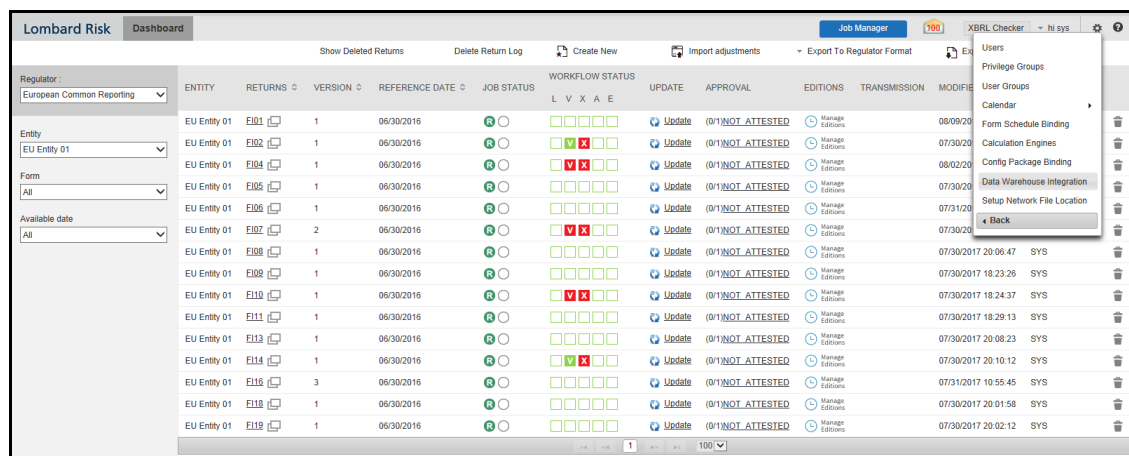 Lombard Risk Dashboard Job Manager 100 XBRL Checker hi sys
Show Deleted Returns Delete Return Log Create New Import adjustments Export To Regulator Format
Users
Privilege Groups
User Groups
Calendar
Form Schedule Binding
Calculation Engines
Config Package Binding
Data Warehouse Integration
Setup Network File Location
Back
Regulator :
European Common Reporting
Entity
EU Entity 01
Form
All
Available date
All
ENTITY RETURNS VERSION REFERENCE DATE JOB STATUS WORKFLOW STATUS UPDATE APPROVAL EDITIONS TRANSMISSION
L V X A E
EU Entity 01 FI01 1 06/30/2016 R Update (0/1)NOT_ATTESTED Manage Editions
EU Entity 01 FI02 1 06/30/2016 R V X Update (0/1)NOT_ATTESTED Manage Editions
EU Entity 01 FI04 1 06/30/2016 R V X Update (0/1)NOT_ATTESTED Manage Editions
EU Entity 01 FI05 1 06/30/2016 R Update (0/1)NOT_ATTESTED Manage Editions
EU Entity 01 FI06 1 06/30/2016 R Update (0/1)NOT_ATTESTED Manage Editions
EU Entity 01 FI07 2 06/30/2016 R V X Update (0/1)NOT_ATTESTED Manage Editions
EU Entity 01 FI08 1 06/30/2016 R Update (0/1)NOT_ATTESTED Manage Editions 07/30/2017 20:06:47 SYS
EU Entity 01 FI09 1 06/30/2016 R Update (0/1)NOT_ATTESTED Manage Editions 07/30/2017 18:23:26 SYS
EU Entity 01 FI10 1 06/30/2016 R V X Update (0/1)NOT_ATTESTED Manage Editions 07/30/2017 18:24:37 SYS
EU Entity 01 FI11 1 06/30/2016 R Update (0/1)NOT_ATTESTED Manage Editions 07/30/2017 18:29:13 SYS
EU Entity 01 FI13 1 06/30/2016 R Update (0/1)NOT_ATTESTED Manage Editions 07/30/2017 20:08:23 SYS
EU Entity 01 FI14 1 06/30/2016 R V X Update (0/1)NOT_ATTESTED Manage Editions 07/30/2017 20:10:12 SYS
EU Entity 01 FI16 3 06/30/2016 R Update (0/1)NOT_ATTESTED Manage Editions 07/31/2017 10:55:45 SYS
EU Entity 01 FI18 1 06/30/2016 R Update (0/1)NOT_ATTESTED Manage Editions 07/30/2017 20:01:58 SYS
EU Entity 01 FI19 1 06/30/2016 R Update (0/1)NOT_ATTESTED Manage Editions 07/30/2017 20:02:12 SYS
1 100